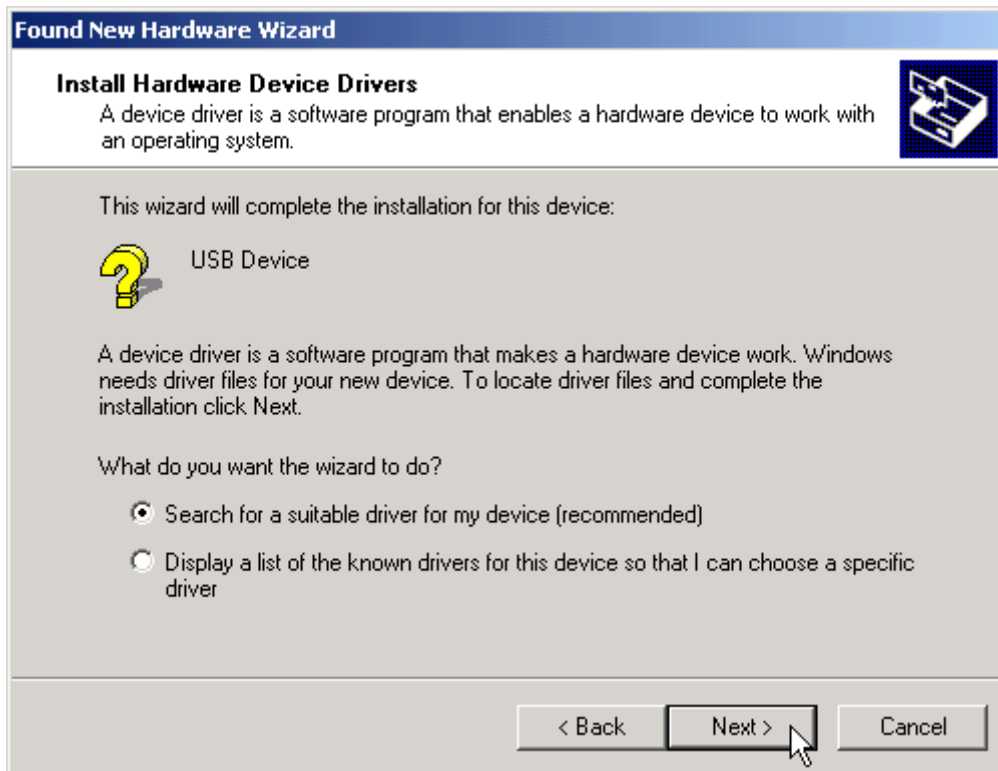 Found New Hardware Wizard
Install Hardware Device Drivers
A device driver is a software program that enables a hardware device to work with
an operating system.
This wizard will complete the installation for this device:
USB Device
A device driver is a software program that makes a hardware device work. Windows
needs driver files for your new device. To locate driver files and complete the
installation click Next.
What do you want the wizard to do?
Search for a suitable driver for my device (recommended)
Display a list of the known drivers for this device so that I can choose a specific
driver
< Back Next > Cancel